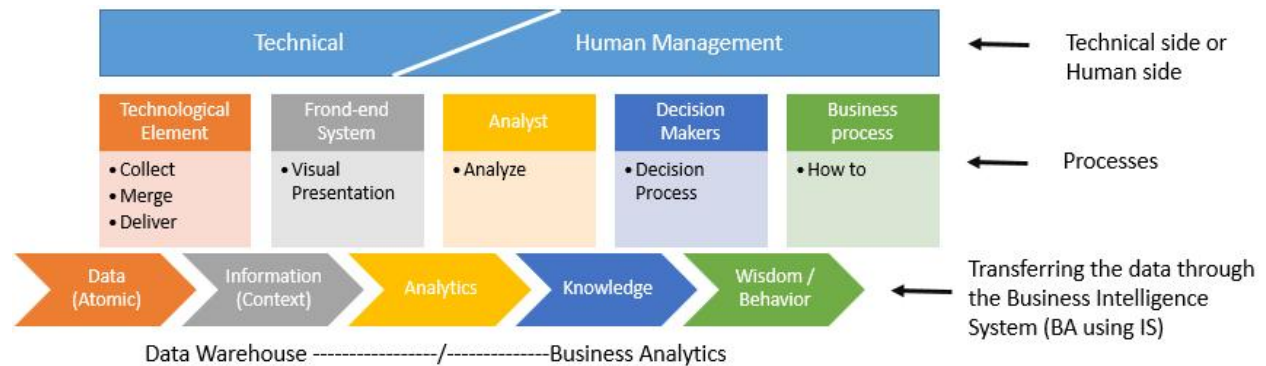 Technical
Human Management
Technical side or
Human side
Technological
Element
• Collect
• Merge
• Deliver
Frond-end
System
• Visual
Presentation
Analyst
• Analyze
Decision
Makers
• Decision
Process
Business
process
• How to
Processes
Data
(Atomic)
Information
(Context)
Analytics
Knowledge
Wisdom /
Behavior
Transferring the data through
the Business Intelligence
System (BA using IS)
Data Warehouse -----------------/--------------Business Analytics